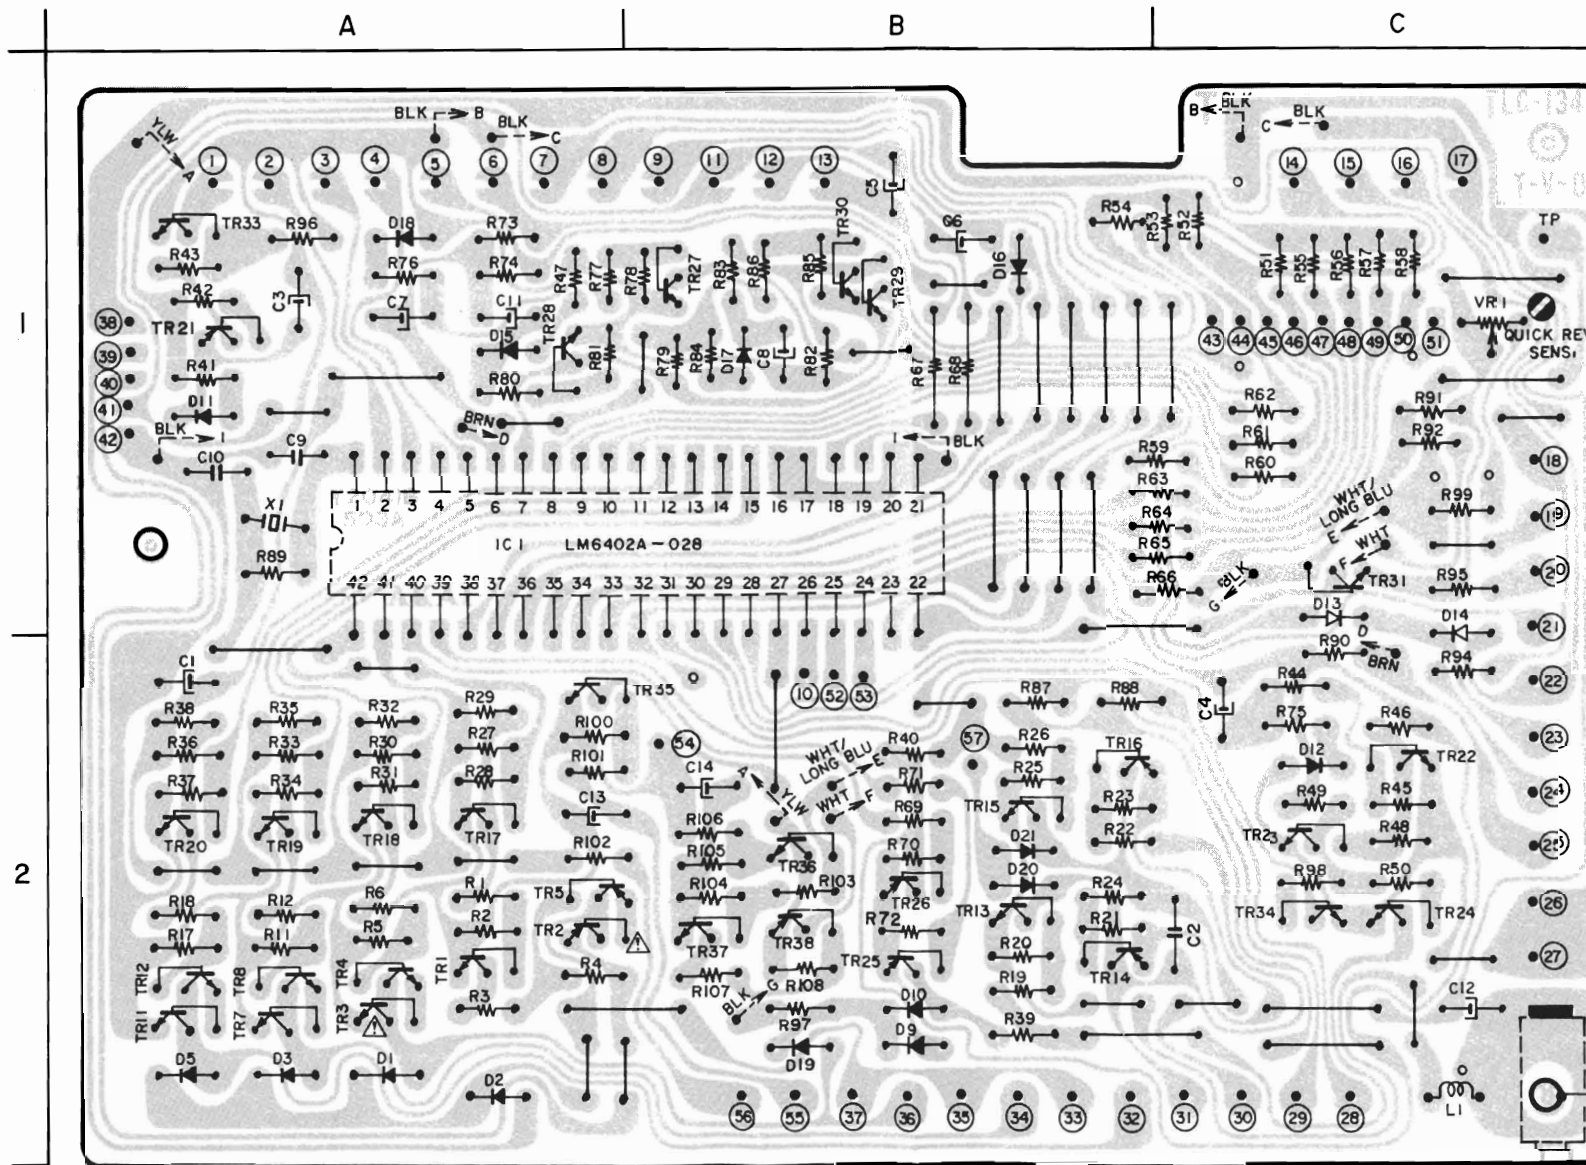 A B C
BLK B BLK C BLK B C BLK
YLW A
1 2 3 4 5 6 7 8 9 11 12 13 C5 14 15 16 17
TR33 R96 D18 R73 TR30 C6 R54 R53 R52 TP
R43 R76 R74 R47 R77 R78 TR27 R83 R86 R85 TR29 D16 R51 R55 R56 R57 R58
R42 C3 C7 C11 TR28 VR1
1
38 TR21 D15 43 44 45 46 47 48 49 50 51 QUICK REV
39 R81 R79 R84 D17 C8 R82 R67 R68 SENS.
40 R41 R80
41 D11 BRN D R62 R91
42 BLK I I BLK R61 R92
C10 C9 R59 R60 18
X1 1 2 3 4 5 6 7 8 9 10 11 12 13 14 15 16 17 18 19 20 21 R63 WHT/ LONG BLU R99
R64 E 19
IC1 LM6402A-028 R65 F WHT
R89 42 41 40 39 38 37 36 35 34 33 32 31 30 29 28 27 26 25 24 23 22 R66 G BLK TR31 R95 20
D13 D14 21
C1 R90 D BRN R94
TR35 10 52 53 R87 R88 C4 R44 22
R38 R35 R32 R29 R100 R75 R46
R36 R33 R30 R27 R101 54 WHT/ LONG BLU E R40 57 R26 TR16 D12 TR22 23
R37 R34 R31 R28 C14 A YLW WHT F R71 R25 R49 R45 24
C13 R69 TR15 R23
TR20 TR19 TR18 TR17 R102 R106 R22 TR23 R48 25
R105 TR36 R70 D21
2
R18 R12 R6 R1 TR5 R104 R103 TR26 D20 R24 R98 R50
R17 R11 R5 R2 TR2 TR37 TR38 R72 TR13 R21 C2 TR34 TR24 26
TR12 TR8 TR4 TR1 R4 R107 R108 TR25 R20 TR14 27
TR11 TR7 TR3 R3 BLK G R19 C12
R97 D10 R39
D5 D3 D1 D19 D9
D2 L1
56 55 37 36 35 34 33 32 31 30 29 28